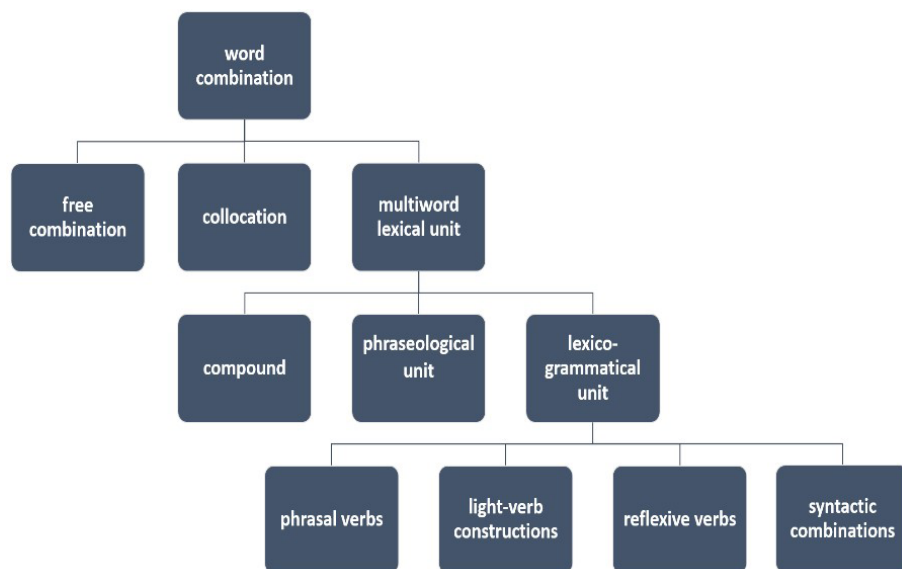 word
combination
free
combination
collocation
multiword
lexical unit
compound
phraseological
unit
lexico-
grammatical
unit
phrasal verbs
light-verb
constructions
reflexive verbs
syntactic
combinations